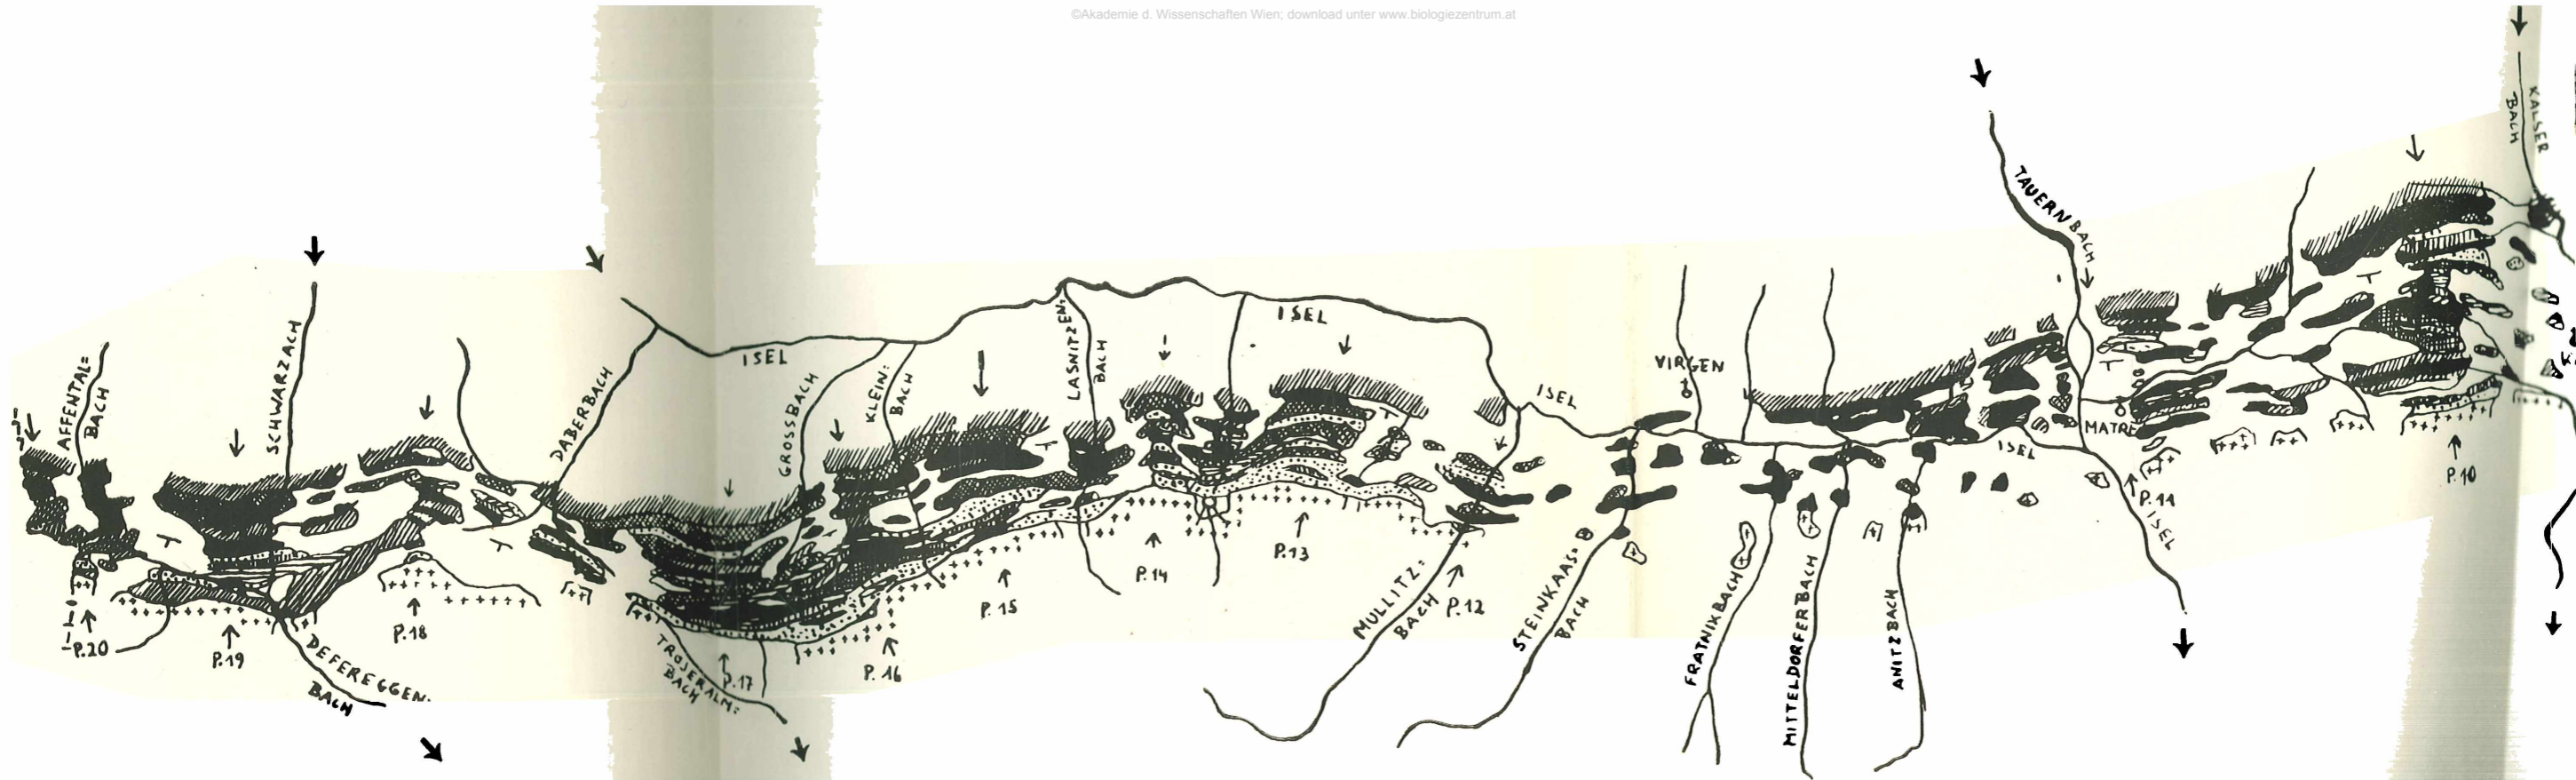 ©Akademie d. Wissenschaften Wien; download unter www.biologiezentrum.at
KALSER
BACH
TAUERNBACH
AFFENTAL=
BACH
SCHWARZACH
DABERBACH
ISEL
GROSSBACH
KLEIN=
BACH
LASNITZEN=
BACH
ISEL
ISEL
VIRGEN
ISEL
MATREI
ISEL
P.20
P.19
DEFEREGGEN-
BACH
P.18
TROJERALM=
BACH
P.17
P.16
P.15
P.14
P.13
MULLITZ=
BACH
P.12
STEINKAAS=
BACH
FRATNIKBACH
MITTELDORFERBACH
ANITZBACH
P.11
P.10